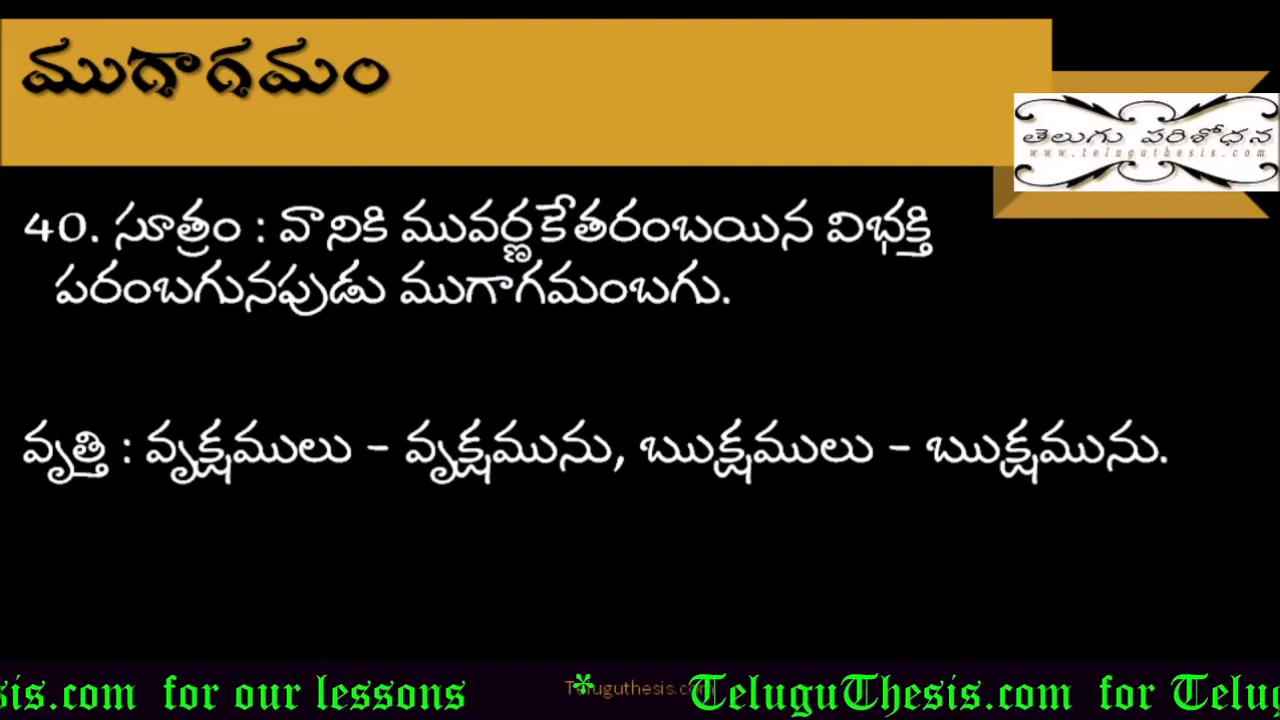 ముగాగమం
తెలుగు పరిశోధన
www.teluguthesis.com
40. సూత్రం : వానికి మువర్ణకేతరంబయిన విభక్తి
పరంబగునపుడు ముగాగమంబగు.
వృత్తి : వృక్షములు - వృక్షమును, ఋక్షములు - ఋక్షమును.
sis.com for our lessons * TeluguThesis.com for Telug
Teluguthesis.com